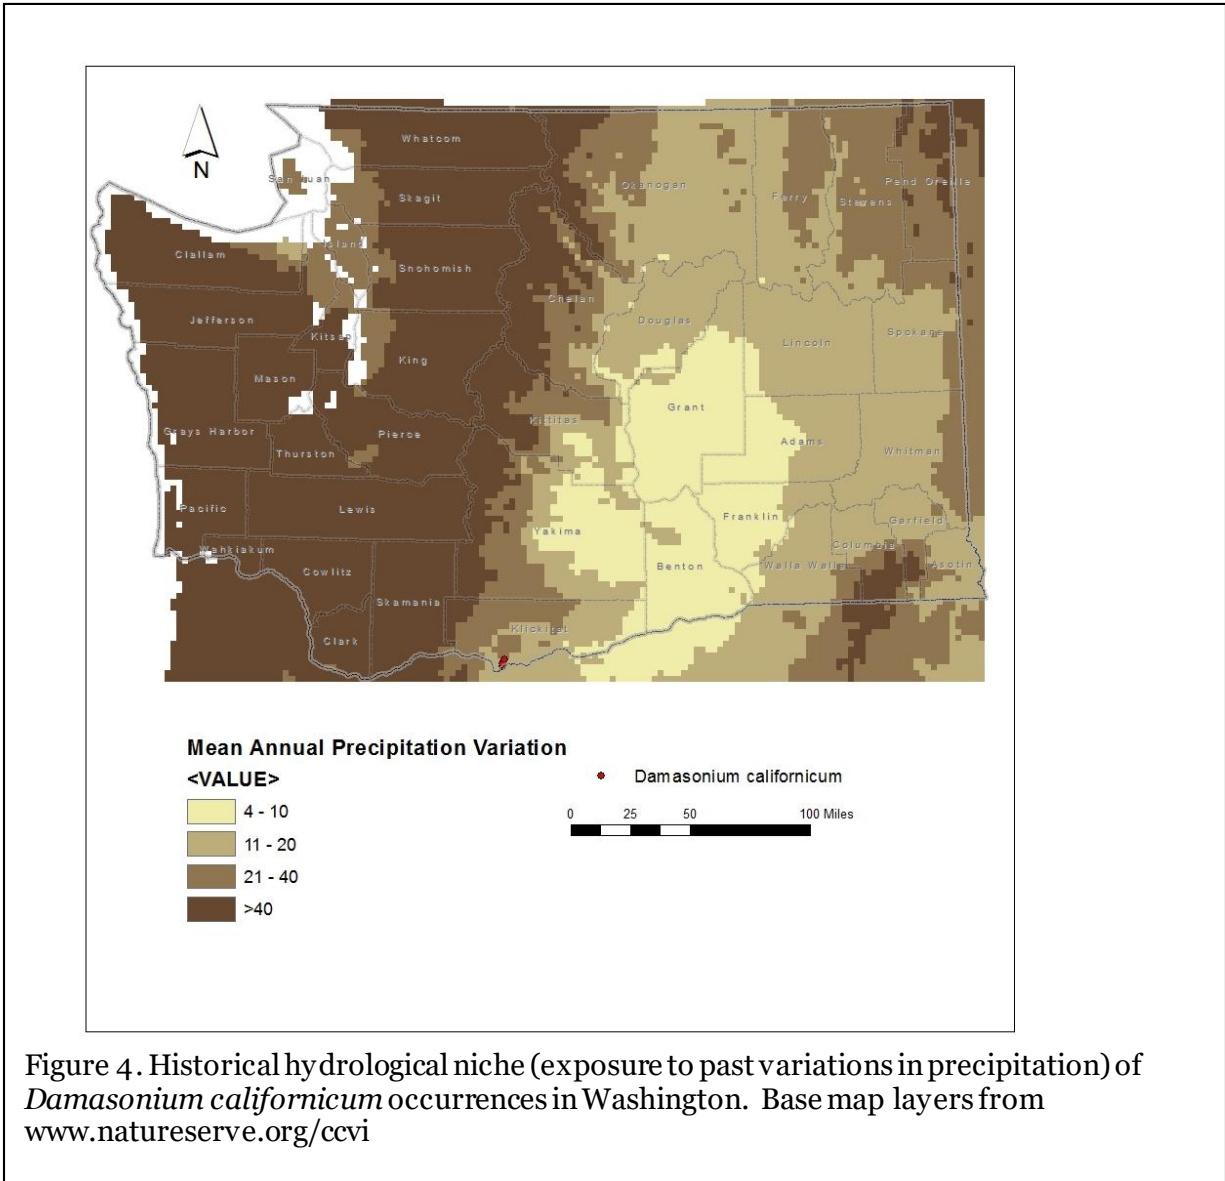 N
Whatcom
San Juan
Skagit
Okanogan
Ferry
Stevens
Pend Oreille
Island
Clallam
Snohomish
Chelan
Jefferson
Douglas
Kitsap
Lincoln
Spokane
King
Mason
Grant
Kittitas
Grays Harbor
Pierce
Adams
Thurston
Whitman
Pacific
Lewis
Yakima
Franklin
Garfield
Wahkiakum
Columbia
Cowlitz
Benton
Walla Walla
Asotin
Skamania
Klickitat
Clark
Mean Annual Precipitation Variation
<VALUE>
4 - 10
11 - 20
21 - 40
>40
Damasonium californicum
0 25 50 100 Miles
Figure 4. Historical hydrological niche (exposure to past variations in precipitation) of
Damasonium californicum occurrences in Washington. Base map layers from
www.natureserve.org/ccvi